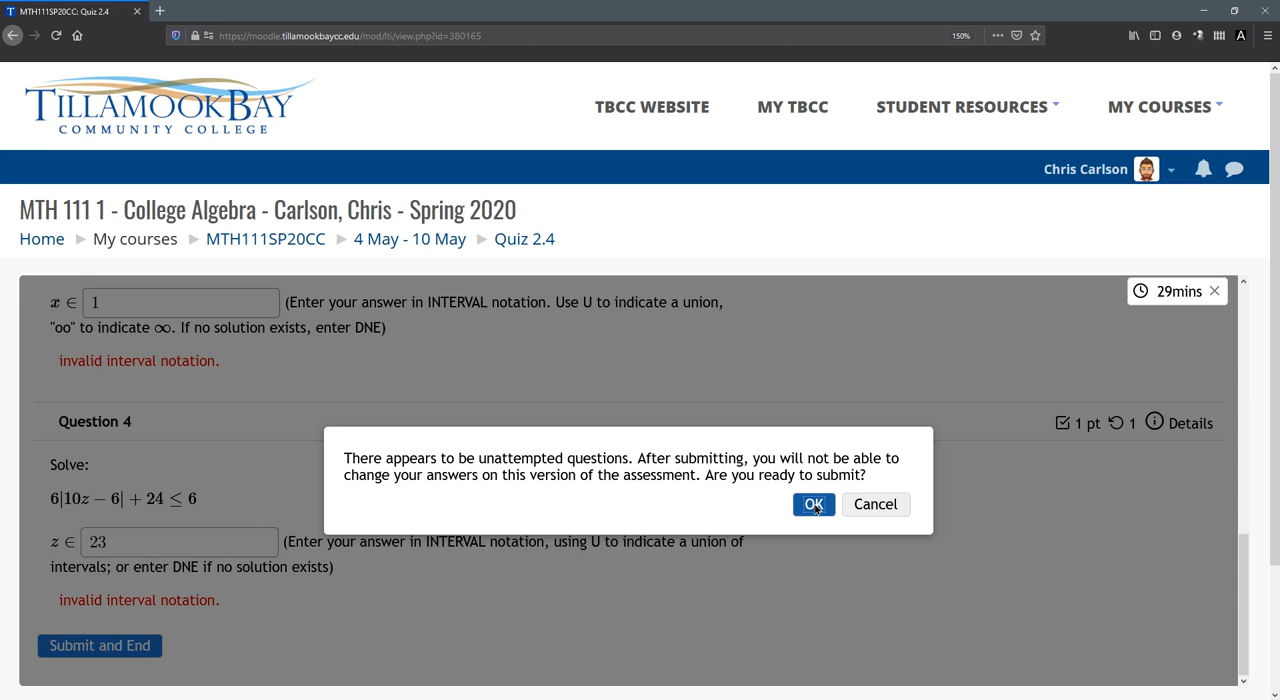 MTH111SP20CC: Quiz 2.4
https://moodle.tillamookbaycc.edu/mod/lti/view.php?id=380165
150%
TILLAMOOK BAY
COMMUNITY COLLEGE
TBCC WEBSITE
MY TBCC
STUDENT RESOURCES
MY COURSES
Chris Carlson
MTH 111 1 - College Algebra - Carlson, Chris - Spring 2020
Home
My courses
MTH111SP20CC
4 May - 10 May
Quiz 2.4
29mins
x ∈ 1 (Enter your answer in INTERVAL notation. Use U to indicate a union,
"oo" to indicate ∞. If no solution exists, enter DNE)
invalid interval notation.
Question 4
1 pt
1
Details
There appears to be unattempted questions. After submitting, you will not be able to
change your answers on this version of the assessment. Are you ready to submit?
OK
Cancel
Solve:
6|10z − 6| + 24 ≤ 6
z ∈ 23 (Enter your answer in INTERVAL notation, using U to indicate a union of
intervals; or enter DNE if no solution exists)
invalid interval notation.
Submit and End